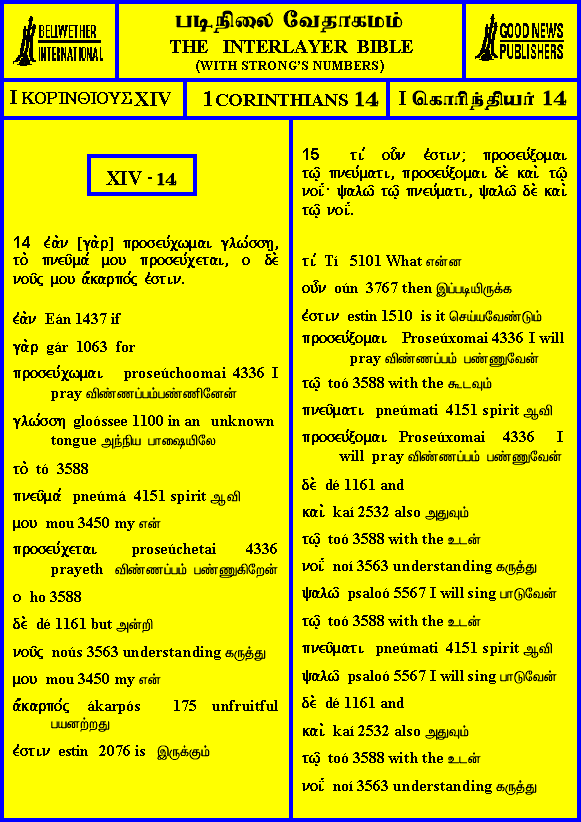 BELLWETHER
INTERNATIONAL
படிநிலை வேதாகமம்
THE INTERLAYER BIBLE
(WITH STRONG'S NUMBERS)
GOOD NEWS
PUBLISHERS
I ΚΟΡΙΝΘΙΟΥΣ XIV
1 CORINTHIANS 14
I கொரிந்தியர் 14
XIV - 14
14 ἐὰν [γὰρ] προσεύχωμαι γλώσσῃ,
τὸ πνεῦμά μου προσεύχεται, ο δὲ
νοῦς μου ἄκαρπός ἐστιν.
ἐὰν Eán 1437 if
γὰρ gár 1063 for
προσεύχωμαι proseúchoomai 4336 I
pray விண்ணப்பம்பண்ணினேன்
γλώσσῃ gloóssee 1100 in an unknown
tongue அந்நிய பாஷையிலே
τὸ tó 3588
πνεῦμά pneúmá 4151 spirit ஆவி
μου mou 3450 my என்
προσεύχεται proseúchetai 4336
prayeth விண்ணப்பம் பண்ணுகிறேன்
ο ho 3588
δὲ dé 1161 but அன்றி
νοῦς noús 3563 understanding கருத்து
μου mou 3450 my என்
ἄκαρπός ákarpós 175 unfruitful
பயனற்றது
ἐστιν estin 2076 is இருக்கும்
15 τί οὖν ἐστιν; προσεύξομαι
τῷ πνεύματι, προσεύξομαι δὲ καὶ τῷ
νοΐ· ψαλῶ τῷ πνεύματι, ψαλῶ δὲ καὶ
τῷ νοΐ.
τί Tí 5101 What என்ன
οὖν oún 3767 then இப்படியிருக்க
ἐστιν estin 1510 is it செய்யவேண்டும்
προσεύξομαι Proseúxomai 4336 I will
pray விண்ணப்பம் பண்ணுவேன்
τῷ toó 3588 with the கூடவும்
πνεύματι pneúmati 4151 spirit ஆவி
προσεύξομαι Proseúxomai 4336 I
will pray விண்ணப்பம் பண்ணுவேன்
δὲ dé 1161 and
καὶ kaí 2532 also அதுவும்
τῷ toó 3588 with the உடன்
νοΐ noí 3563 understanding கருத்து
ψαλῶ psaloó 5567 I will sing பாடுவேன்
τῷ toó 3588 with the உடன்
πνεύματι pneúmati 4151 spirit ஆவி
ψαλῶ psaloó 5567 I will sing பாடுவேன்
δὲ dé 1161 and
καὶ kaí 2532 also அதுவும்
τῷ toó 3588 with the உடன்
νοΐ noí 3563 understanding கருத்து